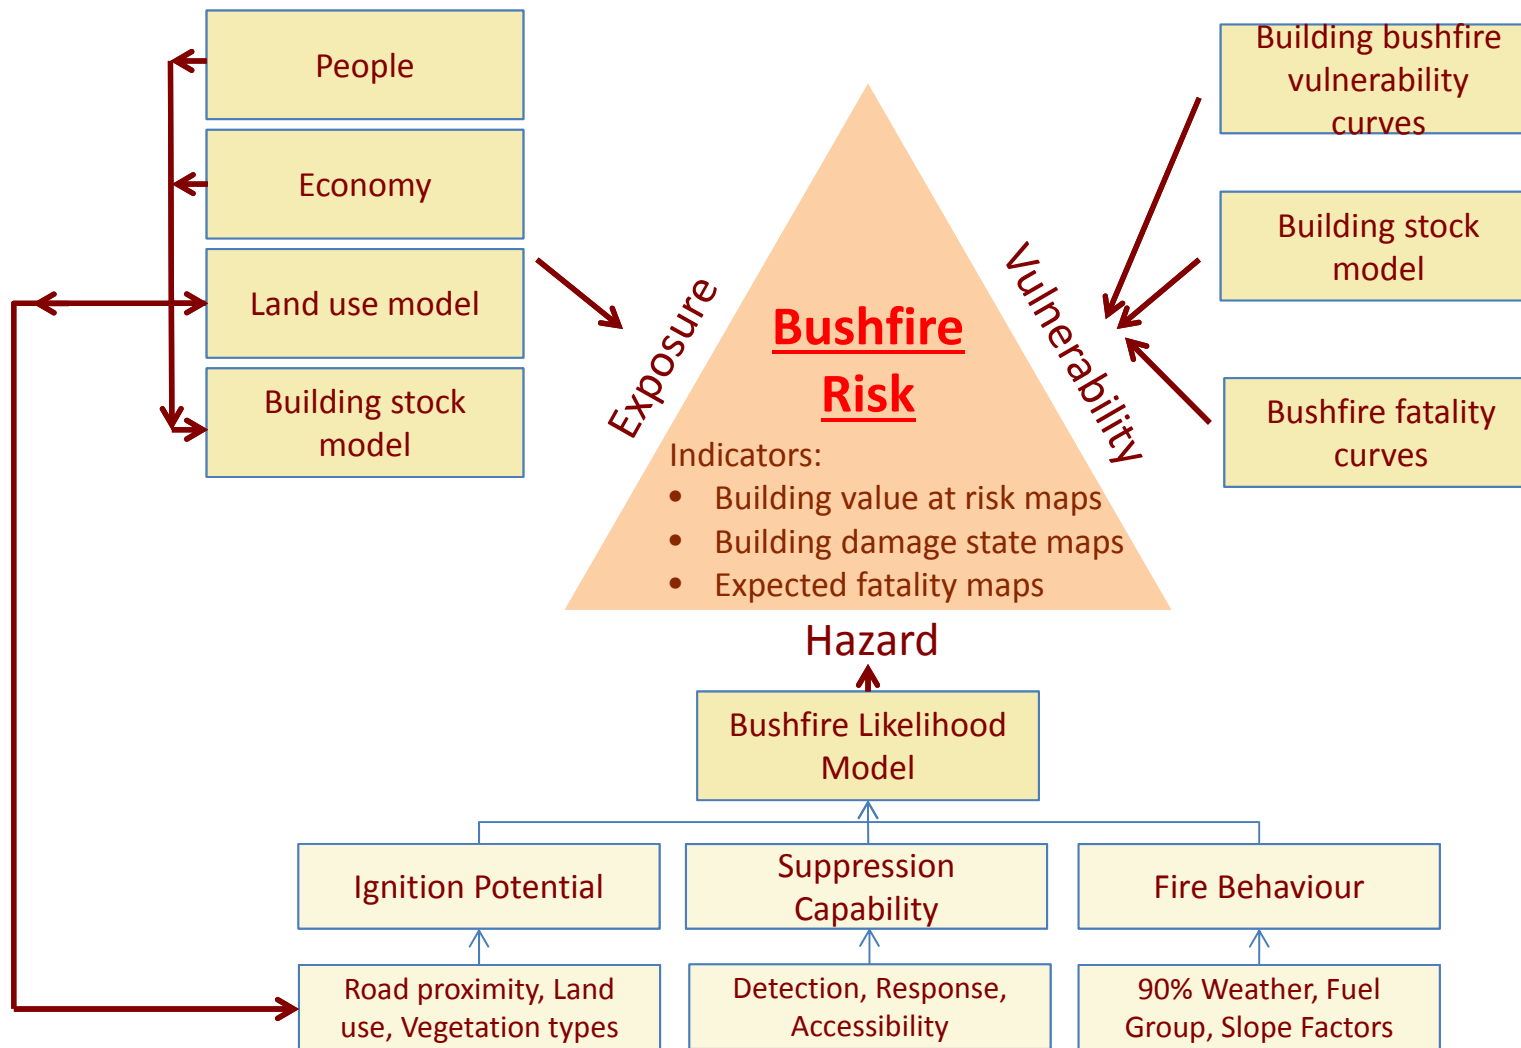 People
Economy
Land use model
Building stock
model
Exposure
Bushfire
Risk
Indicators:
• Building value at risk maps
• Building damage state maps
• Expected fatality maps
Vulnerability
Building bushfire
vulnerability
curves
Building stock
model
Bushfire fatality
curves
Hazard
Bushfire Likelihood
Model
Ignition Potential
Suppression
Capability
Fire Behaviour
Road proximity, Land
use, Vegetation types
Detection, Response,
Accessibility
90% Weather, Fuel
Group, Slope Factors